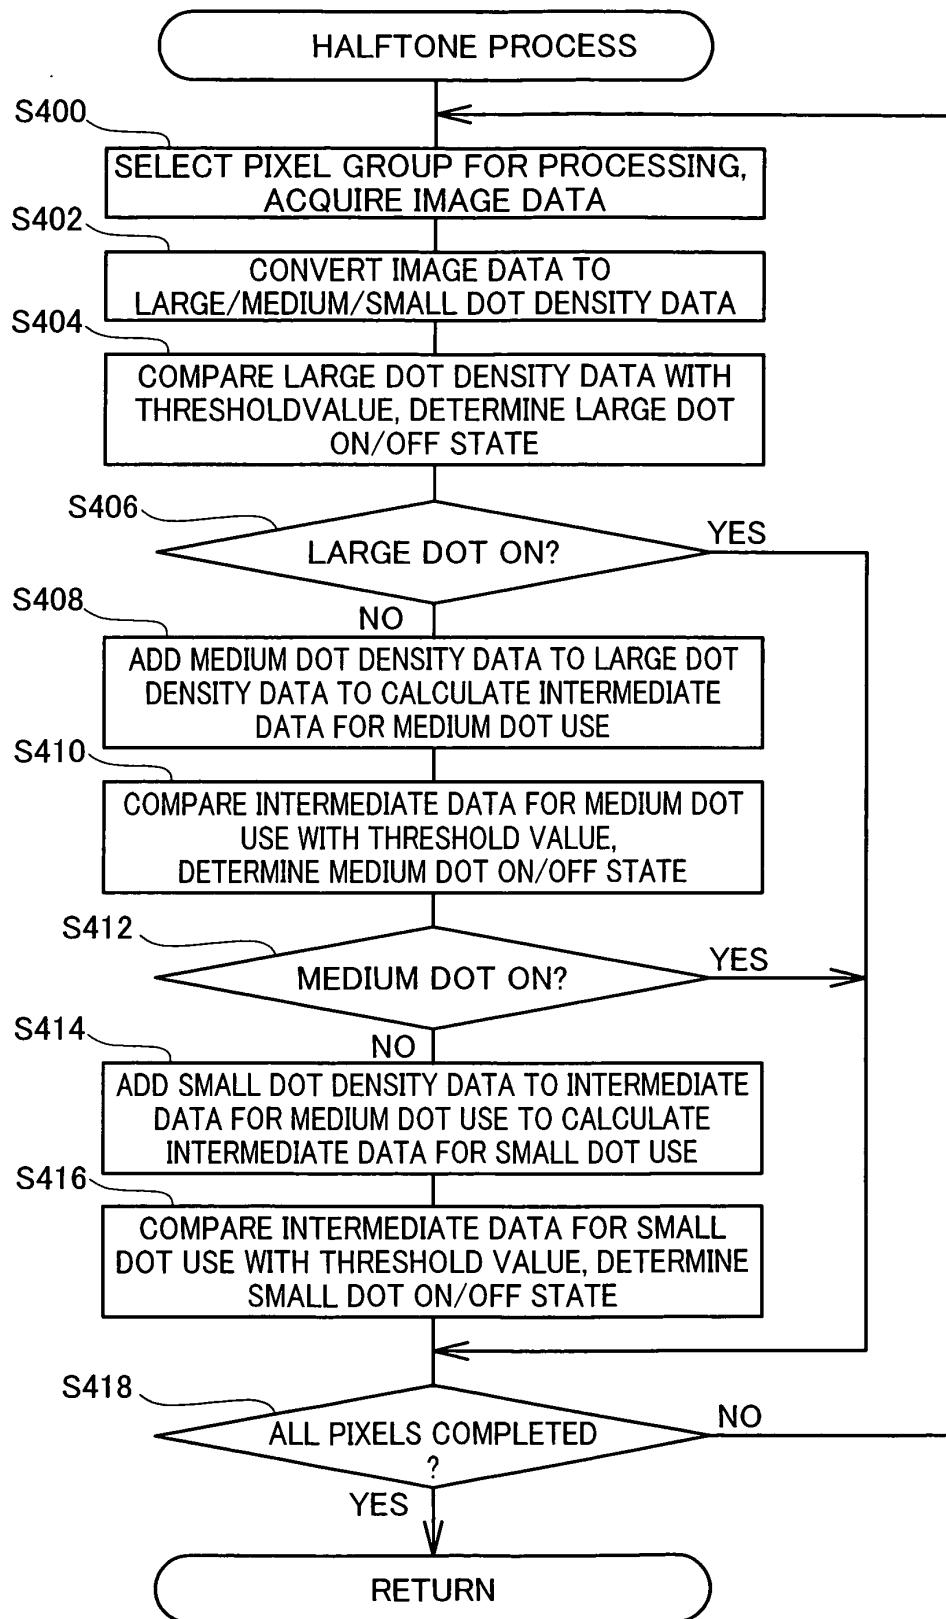 HALFTONE PROCESS
S400
SELECT PIXEL GROUP FOR PROCESSING,
ACQUIRE IMAGE DATA
S402
CONVERT IMAGE DATA TO
LARGE/MEDIUM/SMALL DOT DENSITY DATA
S404
COMPARE LARGE DOT DENSITY DATA WITH
THRESHOLDVALUE, DETERMINE LARGE DOT
ON/OFF STATE
S406
LARGE DOT ON?
YES
NO
S408
ADD MEDIUM DOT DENSITY DATA TO LARGE DOT
DENSITY DATA TO CALCULATE INTERMEDIATE
DATA FOR MEDIUM DOT USE
S410
COMPARE INTERMEDIATE DATA FOR MEDIUM DOT
USE WITH THRESHOLD VALUE,
DETERMINE MEDIUM DOT ON/OFF STATE
S412
MEDIUM DOT ON?
YES
NO
S414
ADD SMALL DOT DENSITY DATA TO INTERMEDIATE
DATA FOR MEDIUM DOT USE TO CALCULATE
INTERMEDIATE DATA FOR SMALL DOT USE
S416
COMPARE INTERMEDIATE DATA FOR SMALL
DOT USE WITH THRESHOLD VALUE, DETERMINE
SMALL DOT ON/OFF STATE
S418
ALL PIXELS COMPLETED
?
NO
YES
RETURN